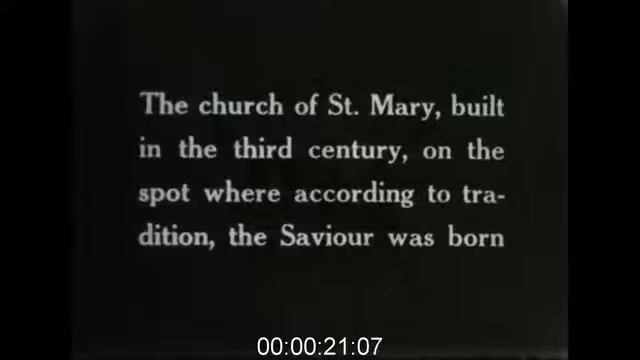 The church of St. Mary, built
in the third century, on the
spot where according to tra-
dition, the Saviour was born
00:00:21:07